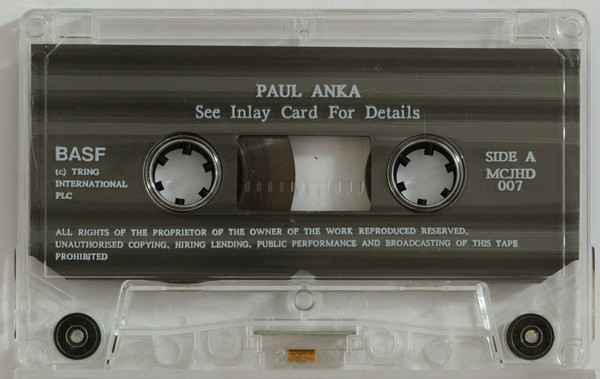 PAUL ANKA
See Inlay Card For Details
BASF
(c) TRING
INTERNATIONAL
PLC
SIDE A
MCJHD
007
ALL RIGHTS OF THE PROPRIETOR OF THE OWNER OF THE WORK REPRODUCED RESERVED,
UNAUTHORISED COPYING, HIRING LENDING, PUBLIC PERFORMANCE AND BROADCASTING OF THIS TAPE
PROHIBITED